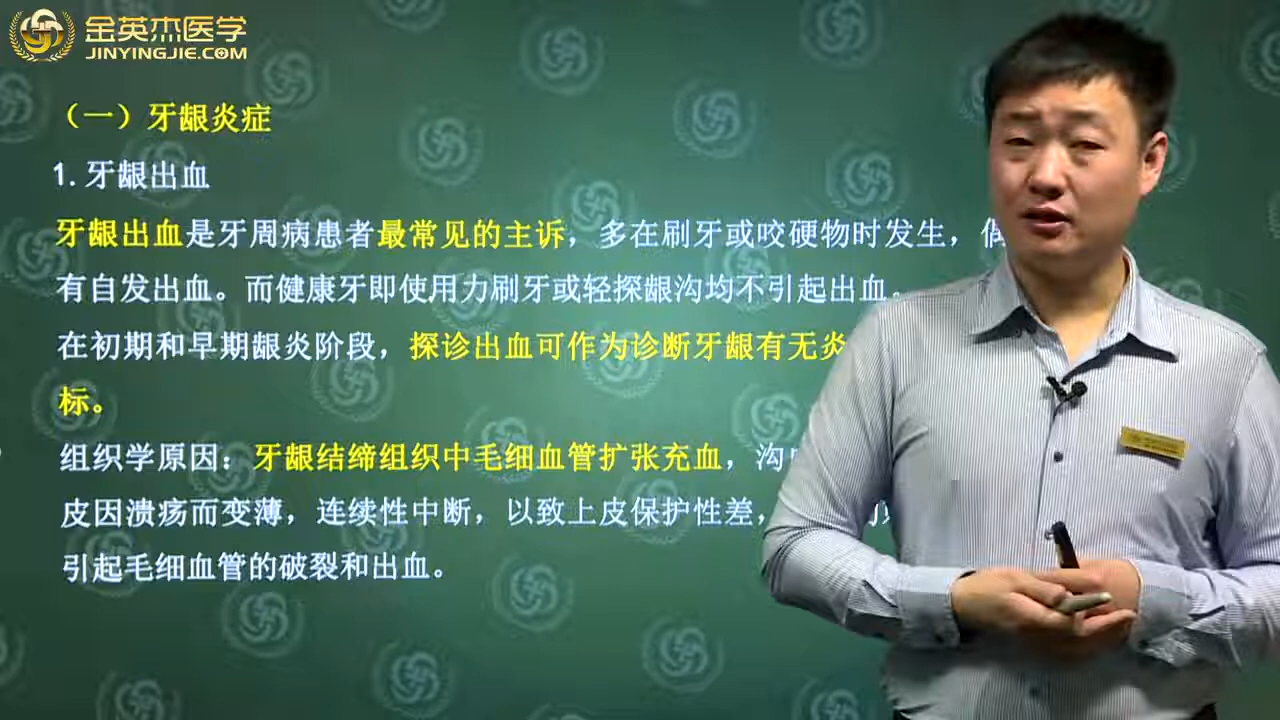 金英杰医学
JINYINGJIE.COM
（一）牙龈炎症
1. 牙龈出血
牙龈出血是牙周病患者最常见的主诉，多在刷牙或咬硬物时发生，偶
有自发出血。而健康牙即使用力刷牙或轻探龈沟均不引起出血。
在初期和早期龈炎阶段，探诊出血可作为诊断牙龈有无炎
标。
组织学原因：牙龈结缔组织中毛细血管扩张充血，沟
皮因溃疡而变薄，连续性中断，以致上皮保护性差，
引起毛细血管的破裂和出血。